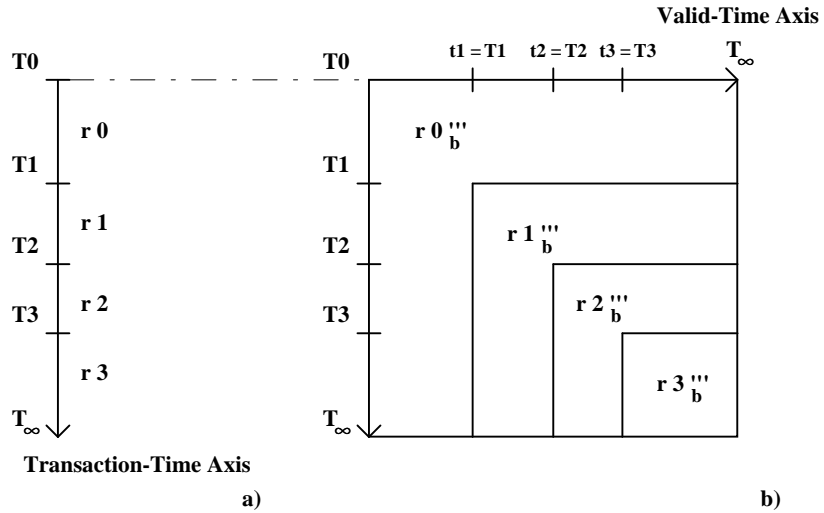 Valid-Time Axis
T0 T0 t1 = T1 t2 = T2 t3 = T3 T∞
r 0 r 0 b'''
T1 T1
r 1 r 1 b'''
T2 T2
r 2 r 2 b'''
T3 T3
r 3 r 3 b'''
T∞ T∞
Transaction-Time Axis
a) b)